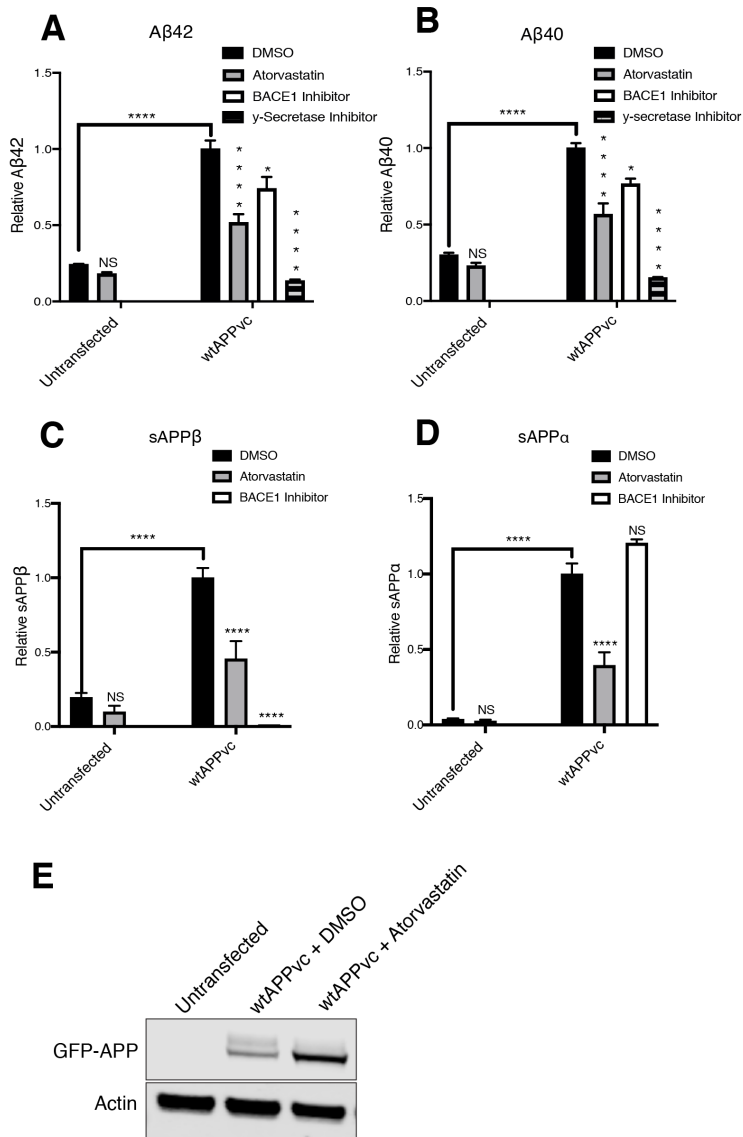 A
Aβ42
DMSO
Atorvastatin
BACE1 Inhibitor
y-Secretase Inhibitor
Relative Aβ42
1.5
1.0
0.5
0.0
****
NS
* * * *
*
* * * *
Untransfected
wtAPPvc
B
Aβ40
DMSO
Atorvastatin
BACE1 Inhibitor
y-secretase Inhibitor
Relative Aβ40
1.5
1.0
0.5
0.0
****
NS
* * * *
*
* * * *
Untransfected
wtAPPvc
C
sAPPβ
DMSO
Atorvastatin
BACE1 Inhibitor
Relative sAPPβ
1.5
1.0
0.5
0.0
****
NS
****
****
Untransfected
wtAPPvc
D
sAPPα
DMSO
Atorvastatin
BACE1 Inhibitor
Relative sAPPα
1.5
1.0
0.5
0.0
****
NS
****
NS
Untransfected
wtAPPvc
E
Untransfected
wtAPPvc + DMSO
wtAPPvc + Atorvastatin
GFP-APP
Actin